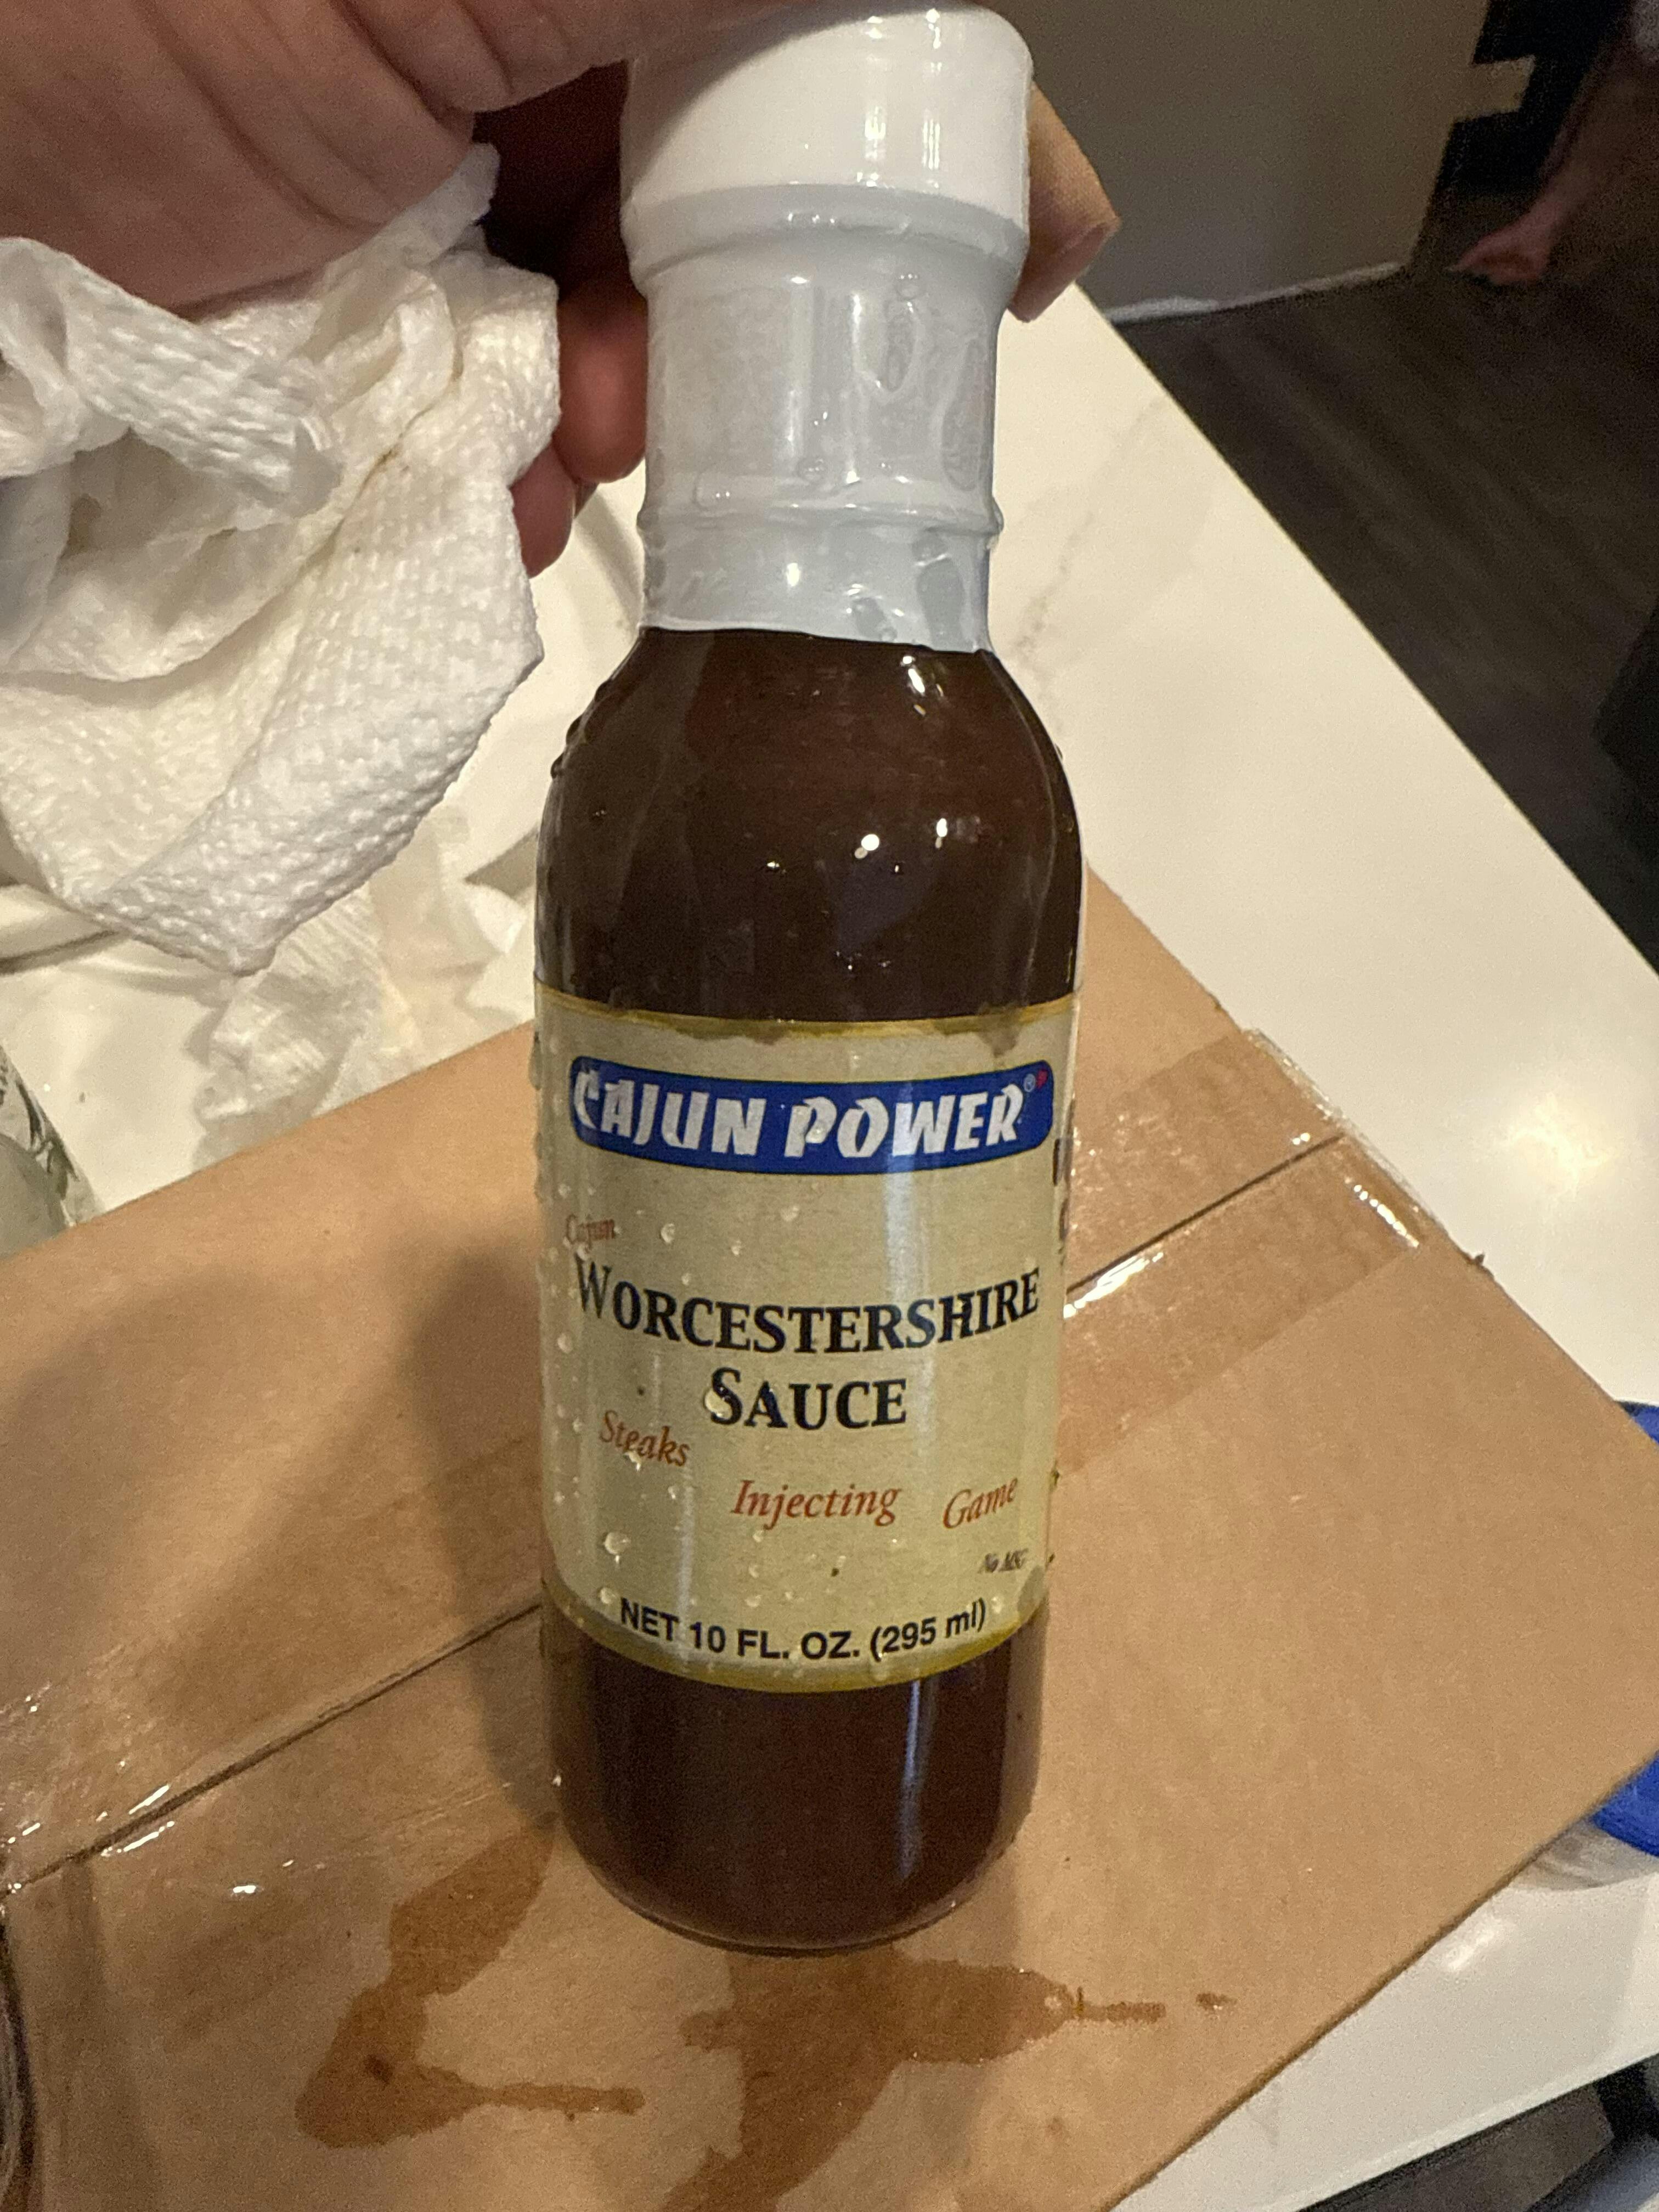 CAJUN POWER®
Cajun
WORCESTERSHIRE
SAUCE
Steaks
Injecting
Game
No MSG
NET 10 FL. OZ. (295 ml)